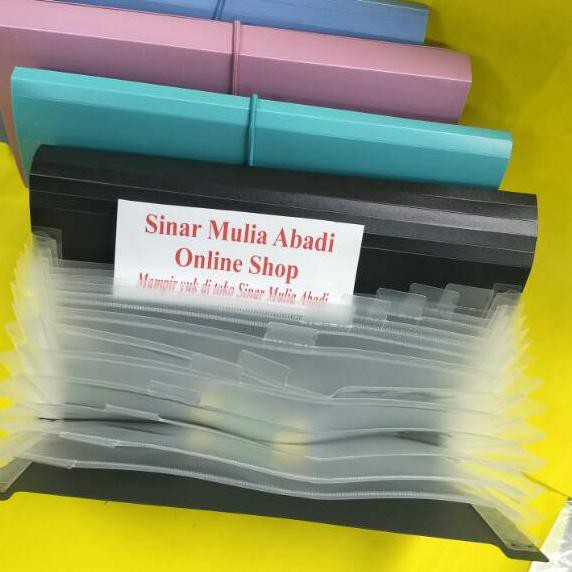 Sinar Mulia Abadi
Online Shop
Mampir yuk di toko Sinar Mulia Abadi